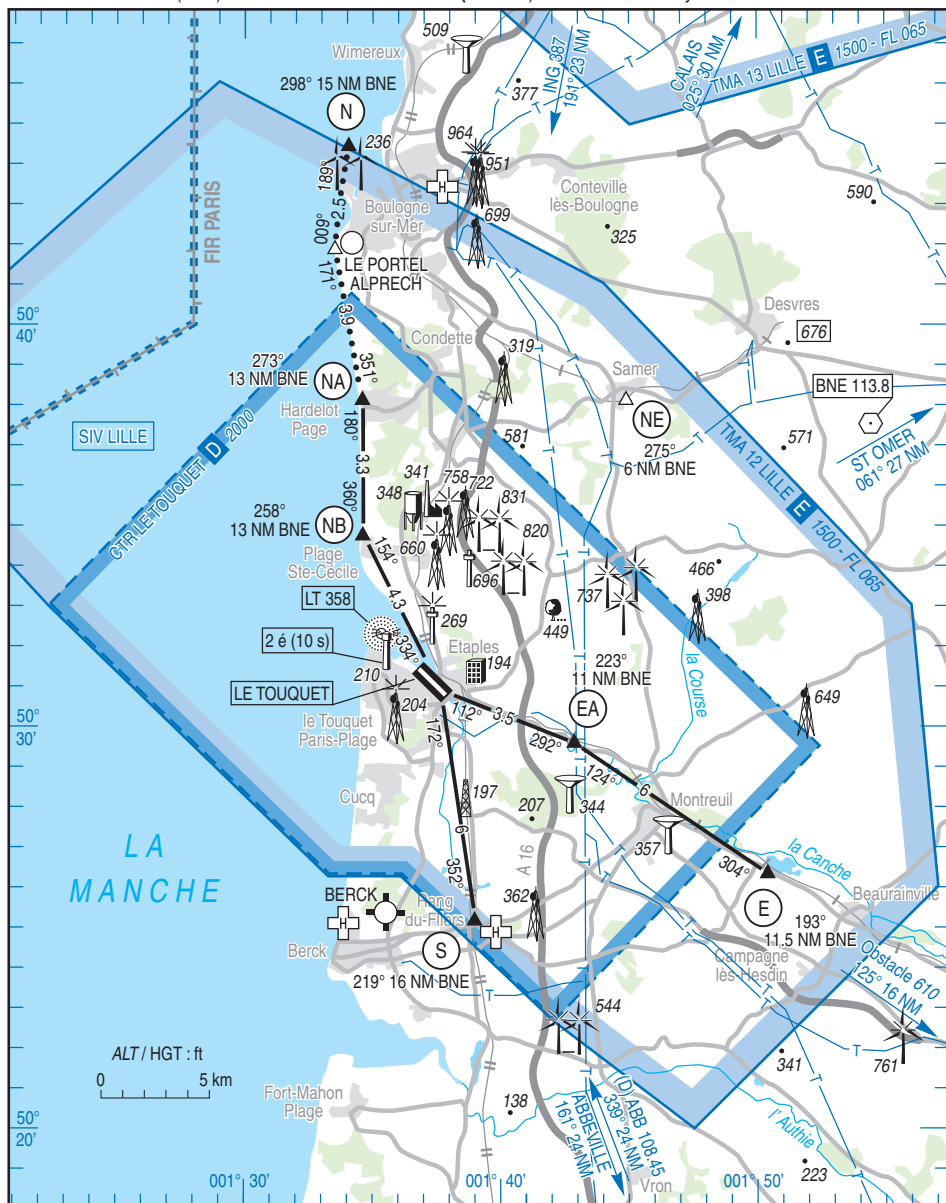 509
Wimereux
298° 15 NM BNE
N
236
377
ING 387
191° 23 NM
CALAIS
025° 30 NM
TMA 13 LILLE E 1500 - FL 065
964
951
FIR PARIS
189°
2.5
009°
Boulogne
sur-Mer
699
Conteville
lès-Boulogne
325
590
LE PORTEL
ALPRECH
171°
3.9
351°
50°
40'
Desvres
676
Condette
319
Samer
273°
13 NM BNE
NA
Hardelot
Page
NE
275°
6 NM BNE
BNE 113.8
571
ST OMER
061° 27 NM
SIV LILLE
CTR LE TOUQUET D 2000
TMA 12 LILLE E 1500 - FL 065
180°
3.3
360°
581
341
758
722
348
831
820
258°
13 NM BNE
NB
660
696
Plage
Ste-Cécile
154°
4.3
334°
737
466
398
LT 358
269
449
2 é (10 s)
210
Etaples
194
223°
11 NM BNE
la Course
LE TOUQUET
204
112°
3.5
292°
EA
649
50°
30'
le Touquet
Paris-Plage
172°
6
352°
124°
6
304°
Cucq
197
207
344
Montreuil
357
LA
MANCHE
A 16
la Canche
BERCK
Rang
du-Fliers
362
E
193°
11.5 NM BNE
Beaurainville
Berck
S
219° 16 NM BNE
Campagne
lès-Hesdin
Obstacle 610
125° 16 NM
544
761
ALT / HGT : ft
0 5 km
341
Fort-Mahon
Plage
138
(D) ABB 108.45
339° 24 NM
ABBEVILLE
161° 24 NM
l'Authie
50°
20'
223
Vron
001° 30'
001° 40'
001° 50'